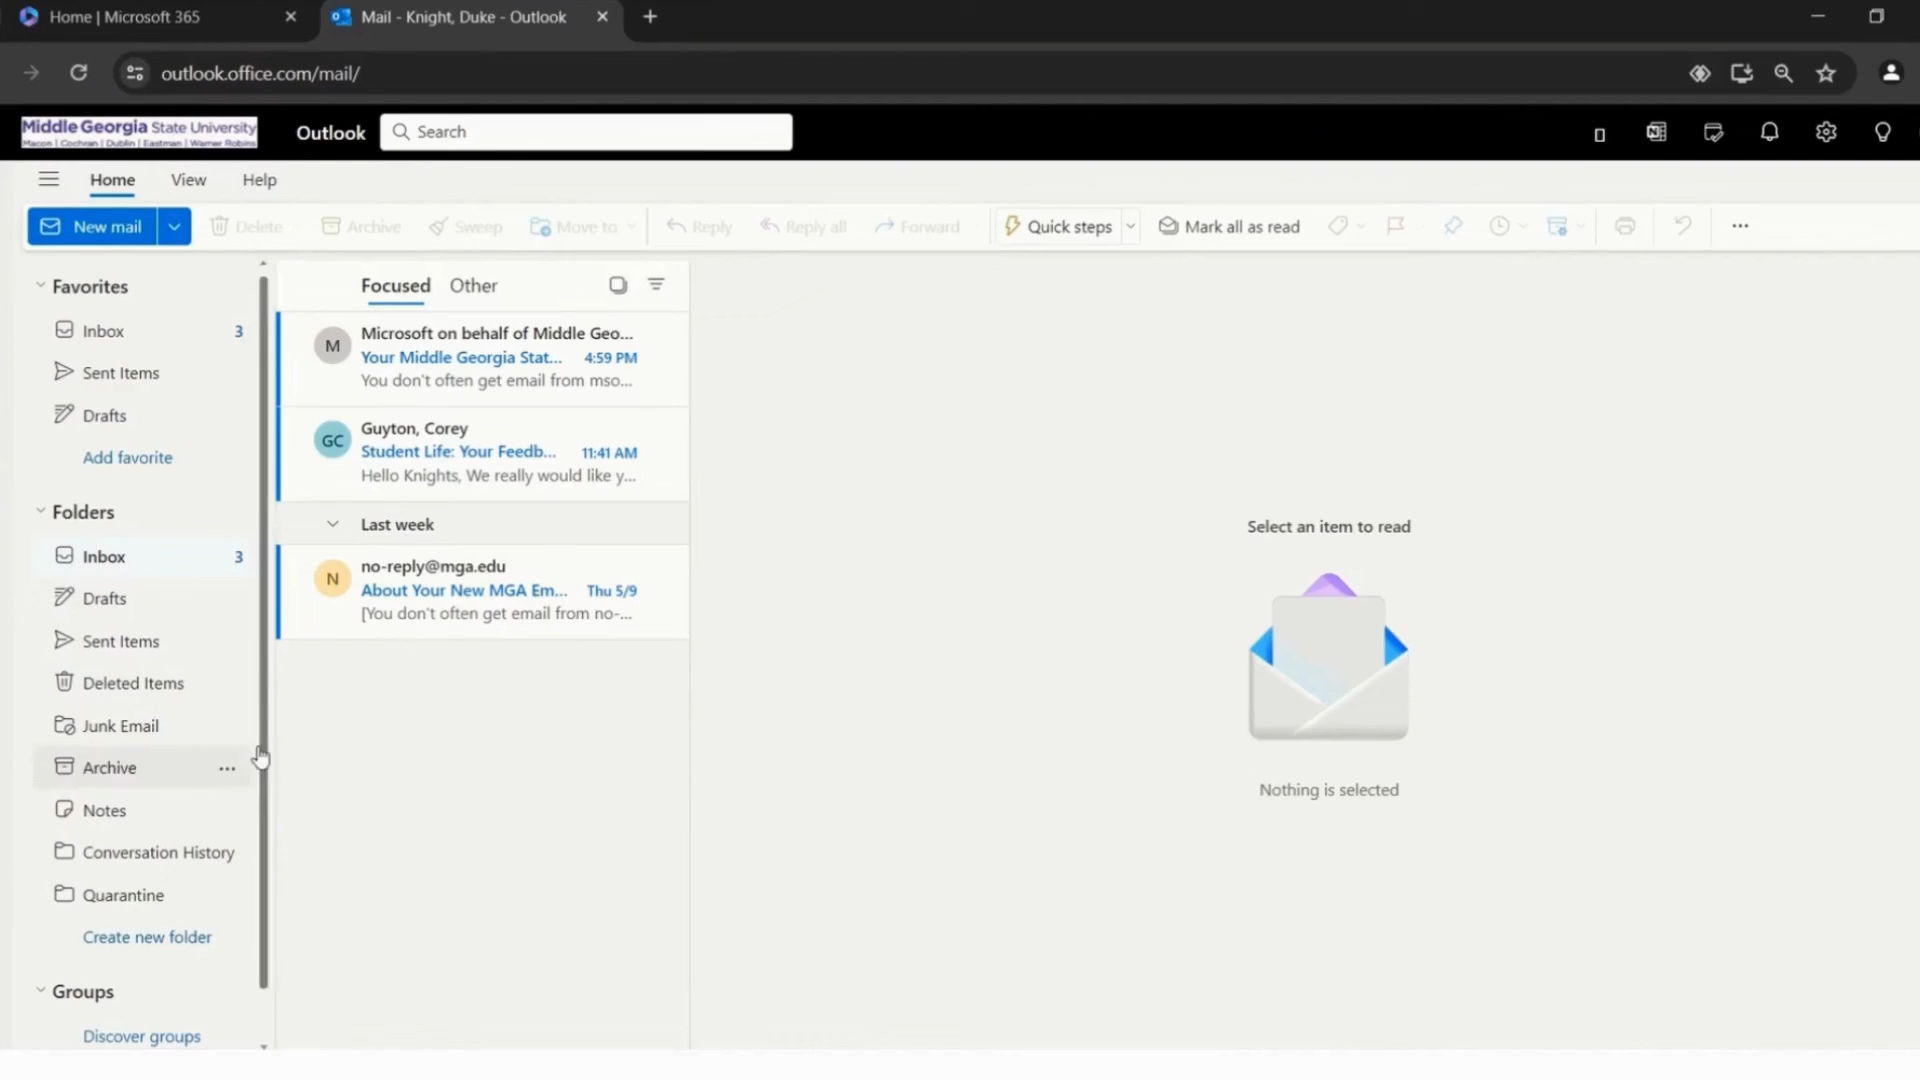 Home | Microsoft 365
Mail - Knight, Duke - Outlook
outlook.office.com/mail/
Middle Georgia State University
Macon | Cochran | Dublin | Eastman | Warner Robins
Outlook
Search
Home
View
Help
New mail
Delete
Archive
Sweep
Move to
Reply
Reply all
Forward
Quick steps
Mark all as read
Favorites
Inbox 3
Sent Items
Drafts
Add favorite
Folders
Inbox 3
Drafts
Sent Items
Deleted Items
Junk Email
Archive
Notes
Conversation History
Quarantine
Create new folder
Groups
Discover groups
Focused
Other
M
Microsoft on behalf of Middle Geo...
Your Middle Georgia Stat... 4:59 PM
You don't often get email from mso...
GC
Guyton, Corey
Student Life: Your Feedb... 11:41 AM
Hello Knights, We really would like y...
Last week
N
no-reply@mga.edu
About Your New MGA Em... Thu 5/9
[You don't often get email from no-...
Select an item to read
Nothing is selected